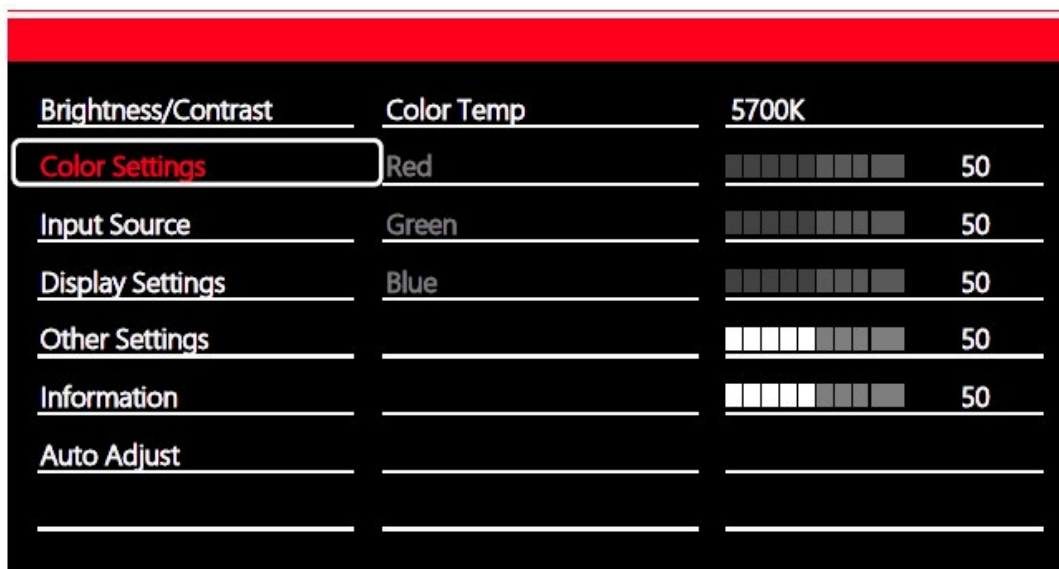 Brightness/Contrast Color Temp 5700K
Color Settings Red 50
Input Source Green 50
Display Settings Blue 50
Other Settings 50
Information 50
Auto Adjust